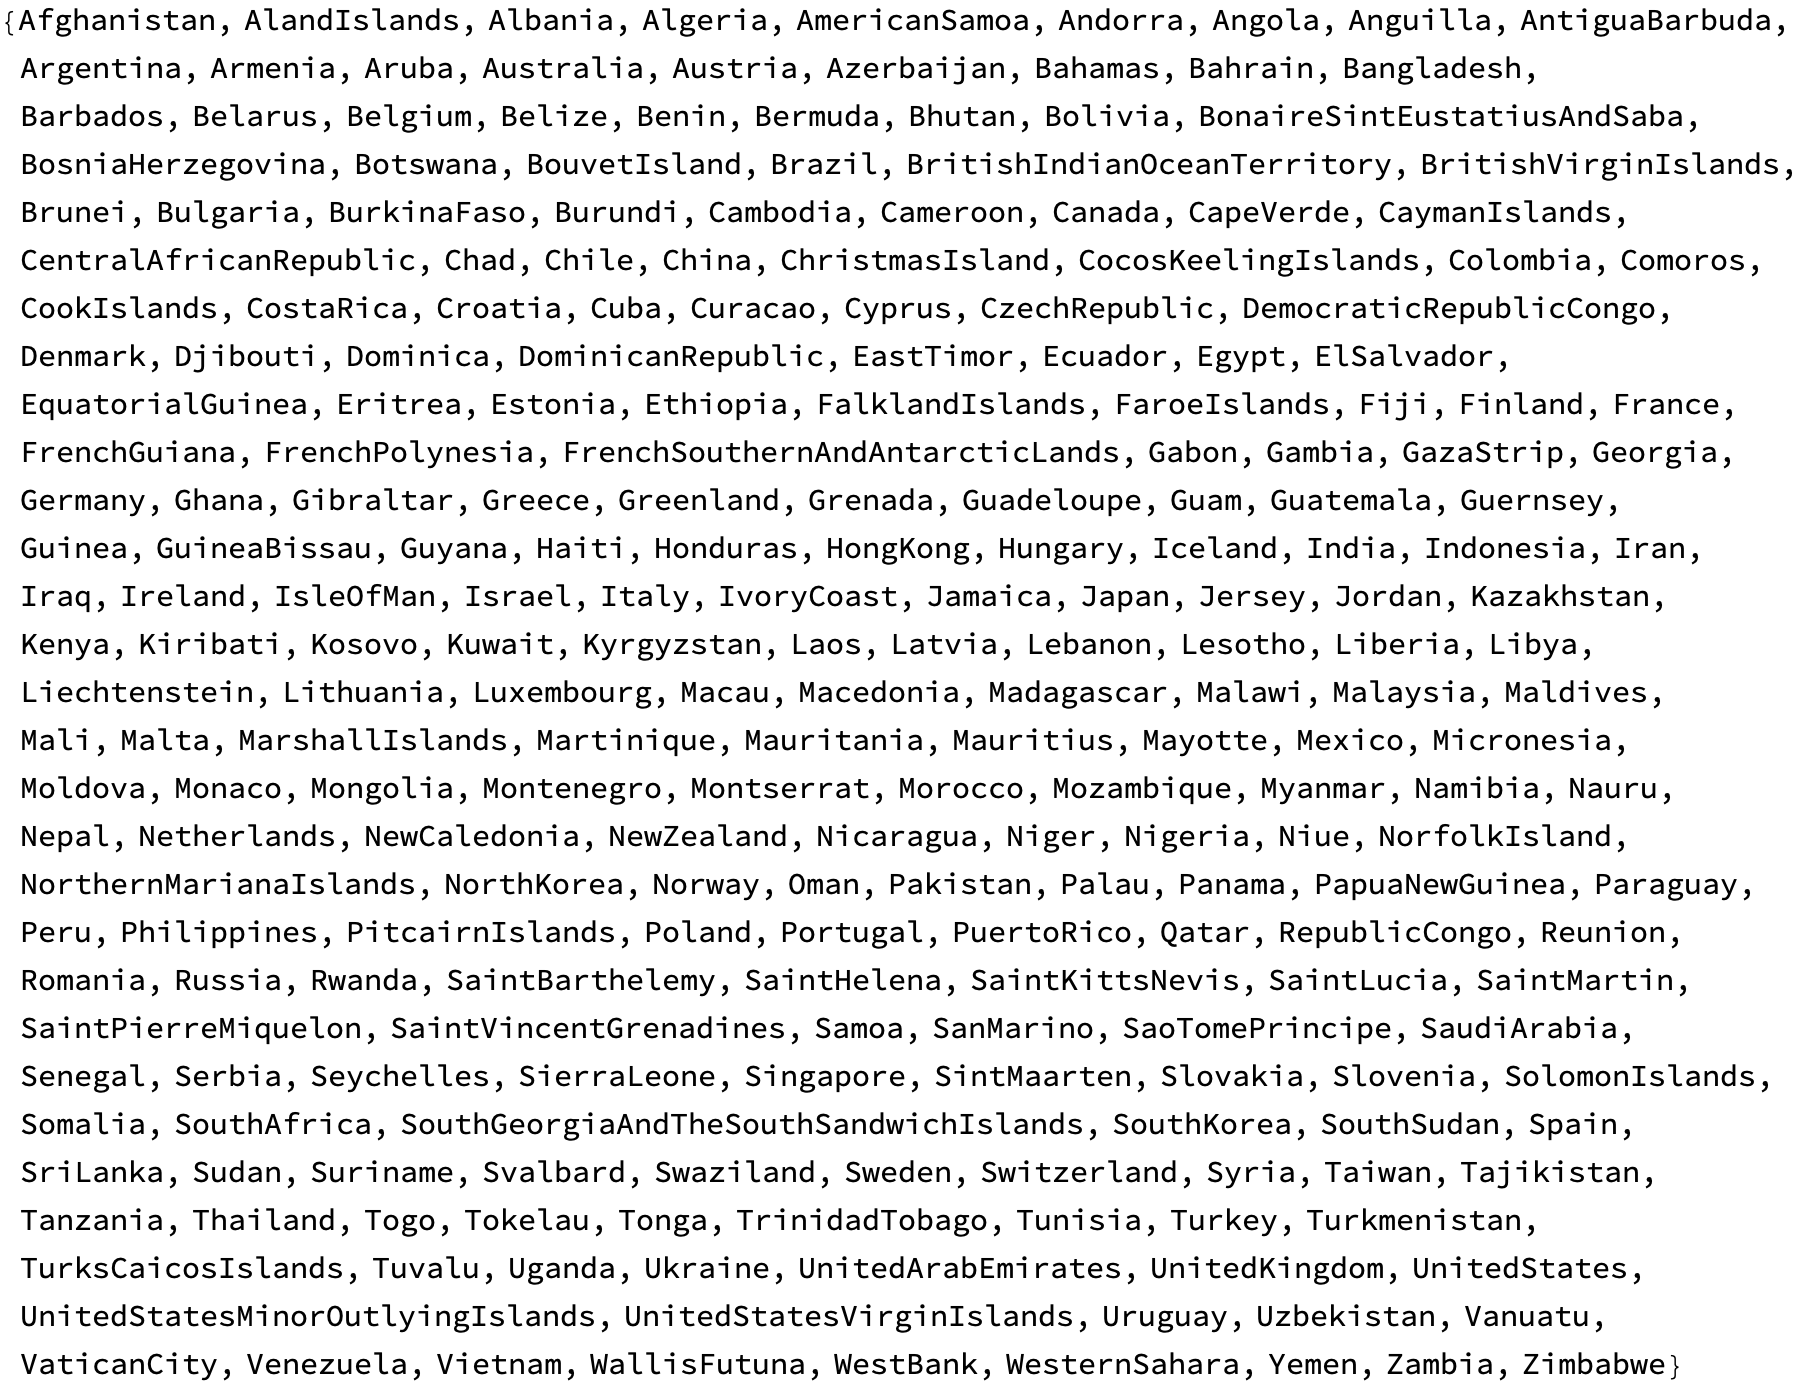 {Afghanistan, AlandIslands, Albania, Algeria, AmericanSamoa, Andorra, Angola, Anguilla, AntiguaBarbuda,
Argentina, Armenia, Aruba, Australia, Austria, Azerbaijan, Bahamas, Bahrain, Bangladesh,
Barbados, Belarus, Belgium, Belize, Benin, Bermuda, Bhutan, Bolivia, BonaireSintEustatiusAndSaba,
BosniaHerzegovina, Botswana, BouvetIsland, Brazil, BritishIndianOceanTerritory, BritishVirginIslands,
Brunei, Bulgaria, BurkinaFaso, Burundi, Cambodia, Cameroon, Canada, CapeVerde, CaymanIslands,
CentralAfricanRepublic, Chad, Chile, China, ChristmasIsland, CocosKeelingIslands, Colombia, Comoros,
CookIslands, CostaRica, Croatia, Cuba, Curacao, Cyprus, CzechRepublic, DemocraticRepublicCongo,
Denmark, Djibouti, Dominica, DominicanRepublic, EastTimor, Ecuador, Egypt, ElSalvador,
EquatorialGuinea, Eritrea, Estonia, Ethiopia, FalklandIslands, FaroeIslands, Fiji, Finland, France,
FrenchGuiana, FrenchPolynesia, FrenchSouthernAndAntarcticLands, Gabon, Gambia, GazaStrip, Georgia,
Germany, Ghana, Gibraltar, Greece, Greenland, Grenada, Guadeloupe, Guam, Guatemala, Guernsey,
Guinea, GuineaBissau, Guyana, Haiti, Honduras, HongKong, Hungary, Iceland, India, Indonesia, Iran,
Iraq, Ireland, IsleOfMan, Israel, Italy, IvoryCoast, Jamaica, Japan, Jersey, Jordan, Kazakhstan,
Kenya, Kiribati, Kosovo, Kuwait, Kyrgyzstan, Laos, Latvia, Lebanon, Lesotho, Liberia, Libya,
Liechtenstein, Lithuania, Luxembourg, Macau, Macedonia, Madagascar, Malawi, Malaysia, Maldives,
Mali, Malta, MarshallIslands, Martinique, Mauritania, Mauritius, Mayotte, Mexico, Micronesia,
Moldova, Monaco, Mongolia, Montenegro, Montserrat, Morocco, Mozambique, Myanmar, Namibia, Nauru,
Nepal, Netherlands, NewCaledonia, NewZealand, Nicaragua, Niger, Nigeria, Niue, NorfolkIsland,
NorthernMarianaIslands, NorthKorea, Norway, Oman, Pakistan, Palau, Panama, PapuaNewGuinea, Paraguay,
Peru, Philippines, PitcairnIslands, Poland, Portugal, PuertoRico, Qatar, RepublicCongo, Reunion,
Romania, Russia, Rwanda, SaintBarthelemy, SaintHelena, SaintKittsNevis, SaintLucia, SaintMartin,
SaintPierreMiquelon, SaintVincentGrenadines, Samoa, SanMarino, SaoTomePrincipe, SaudiArabia,
Senegal, Serbia, Seychelles, SierraLeone, Singapore, SintMaarten, Slovakia, Slovenia, SolomonIslands,
Somalia, SouthAfrica, SouthGeorgiaAndTheSouthSandwichIslands, SouthKorea, SouthSudan, Spain,
SriLanka, Sudan, Suriname, Svalbard, Swaziland, Sweden, Switzerland, Syria, Taiwan, Tajikistan,
Tanzania, Thailand, Togo, Tokelau, Tonga, TrinidadTobago, Tunisia, Turkey, Turkmenistan,
TurksCaicosIslands, Tuvalu, Uganda, Ukraine, UnitedArabEmirates, UnitedKingdom, UnitedStates,
UnitedStatesMinorOutlyingIslands, UnitedStatesVirginIslands, Uruguay, Uzbekistan, Vanuatu,
VaticanCity, Venezuela, Vietnam, WallisFutuna, WestBank, WesternSahara, Yemen, Zambia, Zimbabwe}